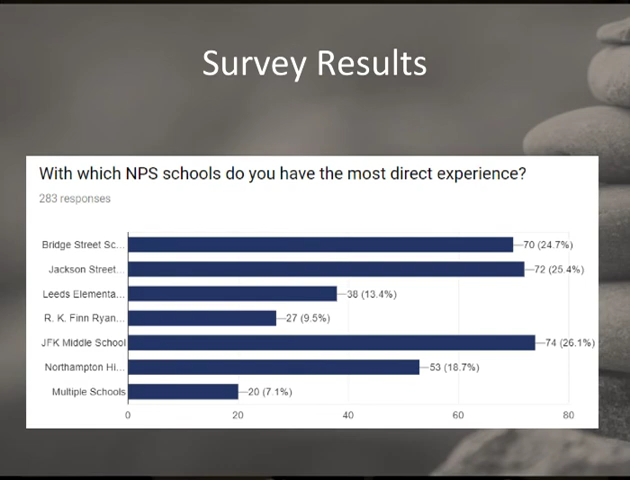 Survey Results
With which NPS schools do you have the most direct experience?
283 responses
Bridge Street Sc... 70 (24.7%)
Jackson Street... 72 (25.4%)
Leeds Elementa... 38 (13.4%)
R. K. Finn Ryan... 27 (9.5%)
JFK Middle School 74 (26.1%)
Northampton Hi... 53 (18.7%)
Multiple Schools 20 (7.1%)
0 20 40 60 80